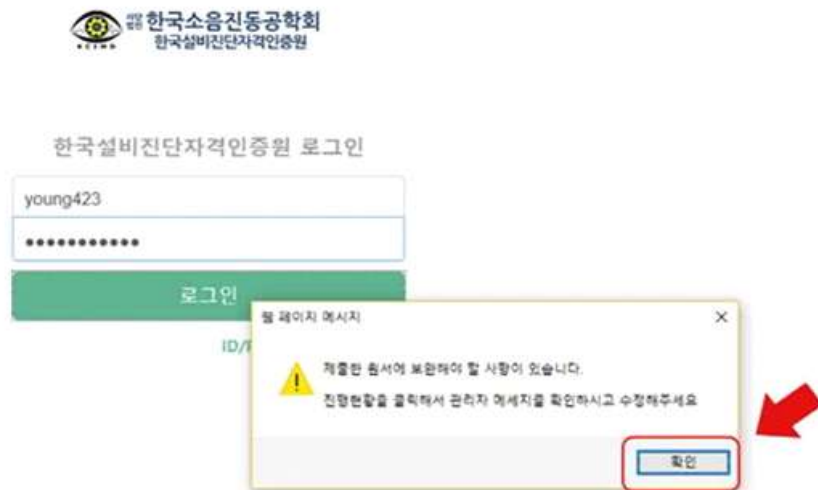 사단법인 한국소음진동공학회
한국설비진단자격인증원
KCIMD
한국설비진단자격인증원 로그인
young423
로그인
ID/
웹 페이지 메시지
제출한 원서에 보완해야 할 사항이 있습니다.
진행현황을 클릭해서 관리자 메세지를 확인하시고 수정해주세요
확인